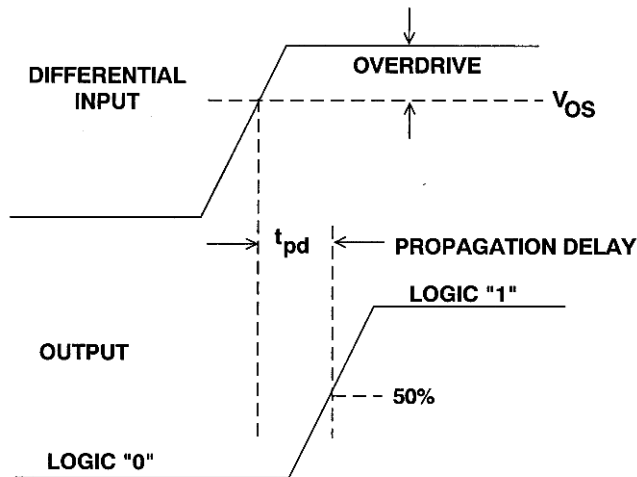 DIFFERENTIAL
INPUT
OVERDRIVE
VOS
tpd
PROPAGATION DELAY
LOGIC "1"
OUTPUT
50%
LOGIC "0"